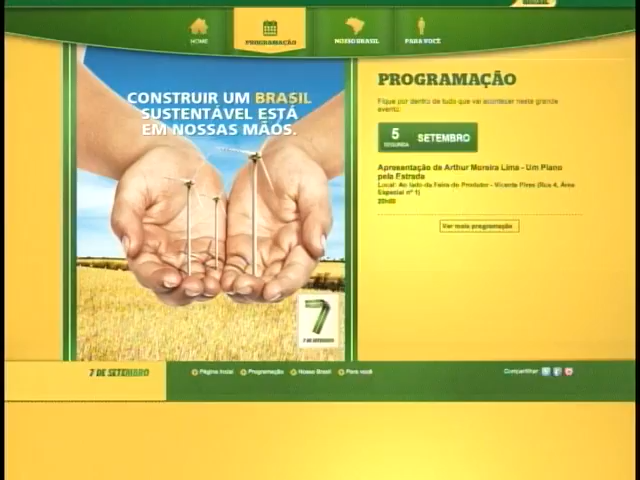 HOME
PROGRAMAÇÃO
NOSSO BRASIL
PARA VOCÊ
CONSTRUIR UM BRASIL
SUSTENTÁVEL ESTÁ
EM NOSSAS MÃOS.
7
7 DE SETEMBRO
PROGRAMAÇÃO
Fique por dentro de tudo que vai acontecer neste grande
evento:
5
SEGUNDA
SETEMBRO
Apresentação de Arthur Moreira Lima - Um Piano
pela Estrada
Local: Ao lado da Feira do Produtor - Vicente Pires (Rua 4, Área
Especial nº 1)
20h00
Ver mais programação
7 DE SETEMBRO
Página Inicial
Programação
Nosso Brasil
Para você
Compartilhar